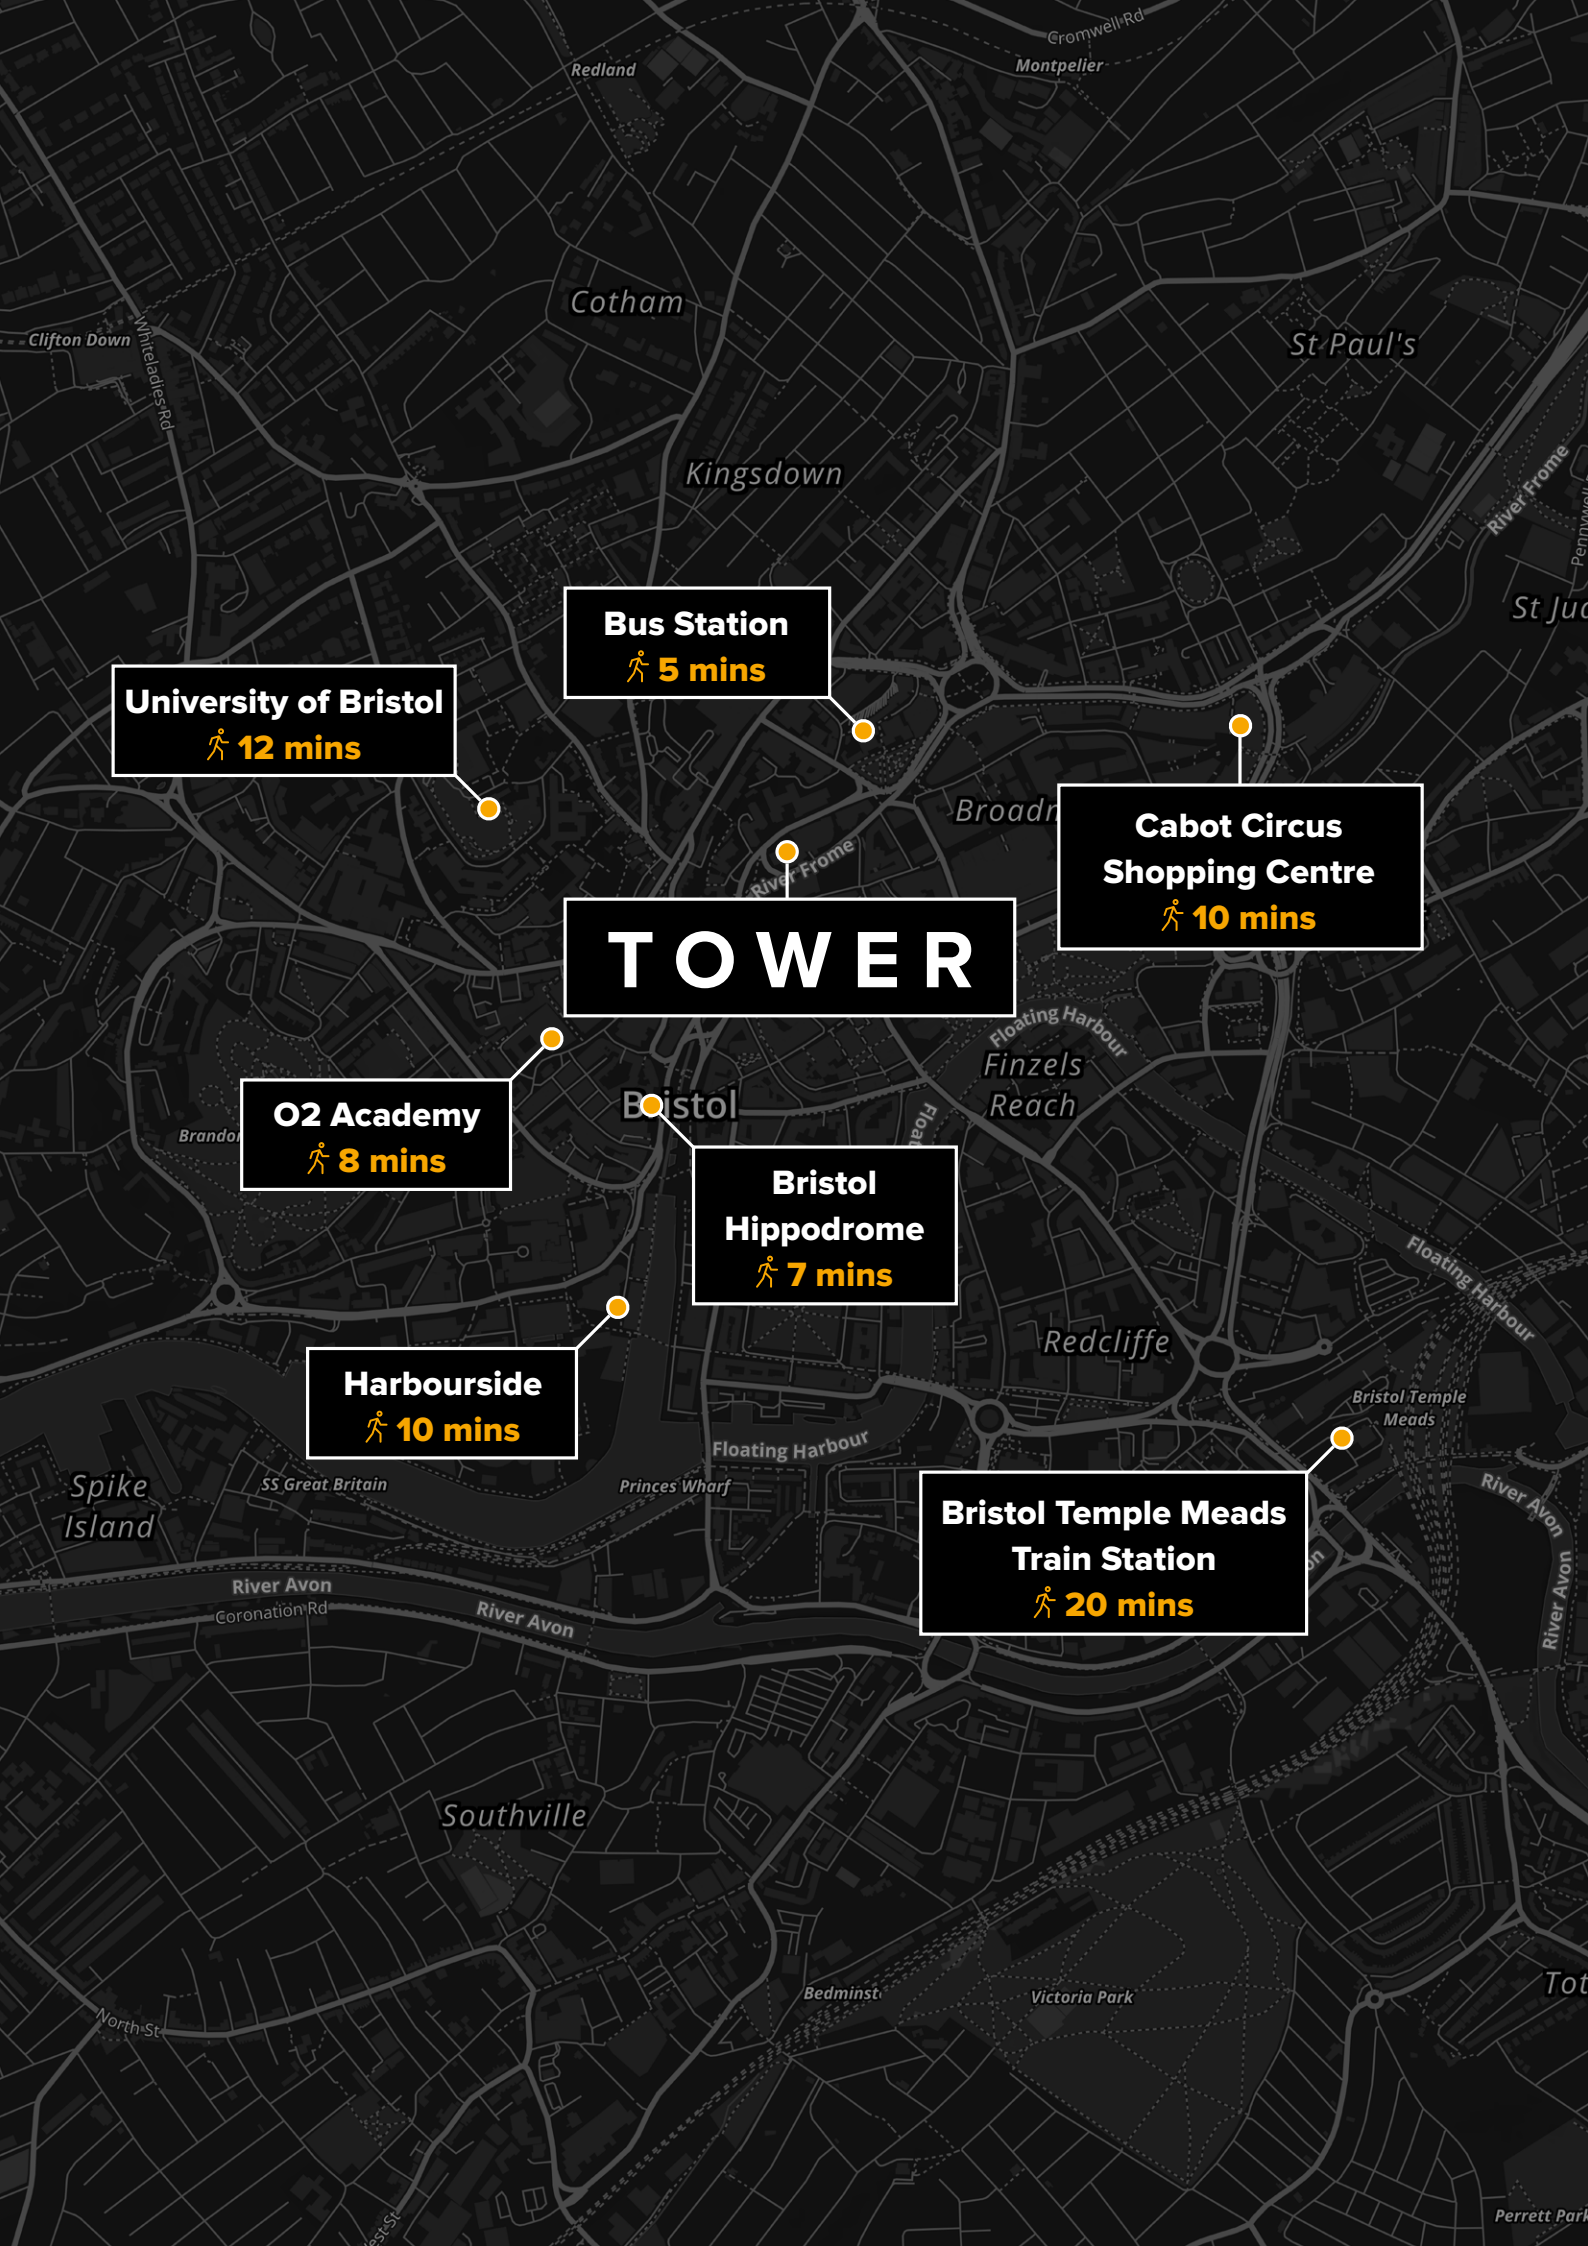 Cromwell Rd
Redland
Montpelier
Cotham
Clifton Down
Whiteladies Rd
St Paul's
Kingsdown
River Frome
St
Bus Station
5 mins
University of Bristol
12 mins
Cabot Circus
Shopping Centre
10 mins
River Frome
TOWER
Floating Harbour
Finzels
Reach
Bristol
O2 Academy
8 mins
Bristol
Hippodrome
7 mins
Floating Harbour
Harbourside
10 mins
Redcliffe
Bristol Temple
Meads
Floating Harbour
Spike
Island
SS Great Britain
Princes Wharf
Bristol Temple Meads
Train Station
20 mins
River Avon
River Avon
River Avon
Coronation Rd
River Avon
Southville
Bedminst
Victoria Park
North St
Perrett Park